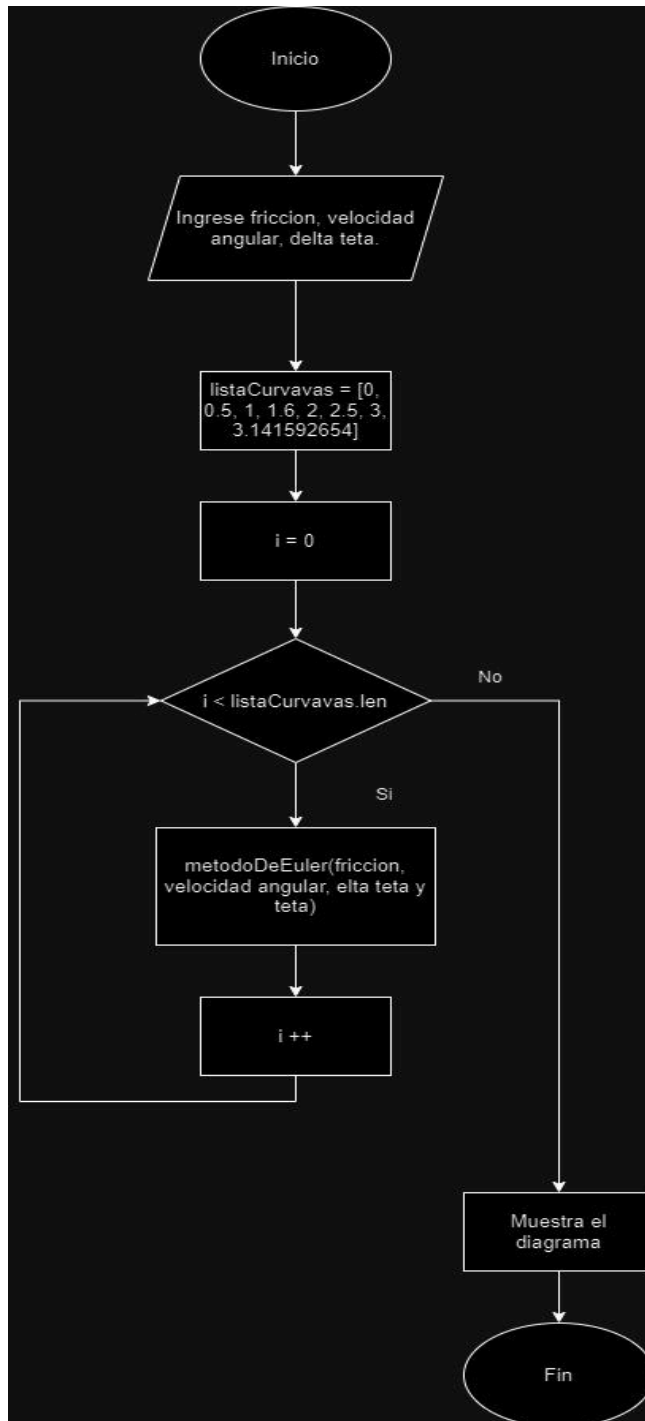 Inicio
Ingrese friccion, velocidad
angular, delta teta.
listaCurvavas = [0,
0.5, 1, 1.6, 2, 2.5, 3,
3.141592654]
i = 0
i < listaCurvavas.len
No
Si
metodoDeEuler(friccion,
velocidad angular, elta teta y
teta)
i ++
Muestra el
diagrama
Fin